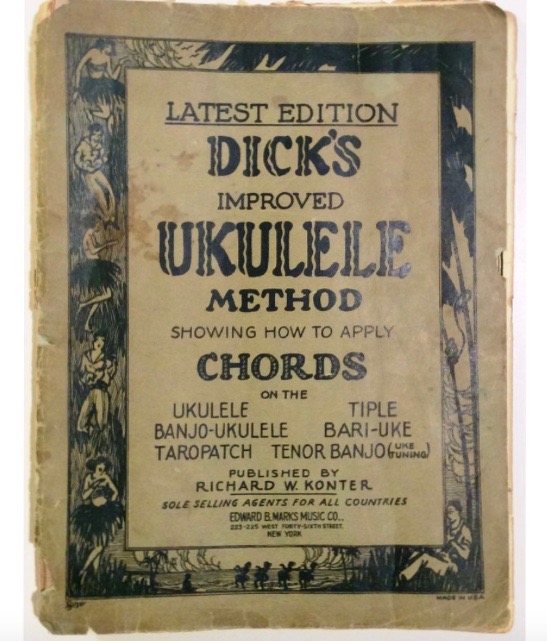 LATEST EDITION
DICK'S
IMPROVED
UKULELE
METHOD
SHOWING HOW TO APPLY
CHORDS
ON THE
UKULELE TIPLE
BANJO-UKULELE BARI-UKE
TAROPATCH TENOR BANJO (UKE TUNING)
PUBLISHED BY
RICHARD W. KONTER
SOLE SELLING AGENTS FOR ALL COUNTRIES
EDWARD B. MARKS MUSIC CO.,
223-225 WEST FORTY-SIXTH STREET,
NEW YORK
MADE IN U.S.A.